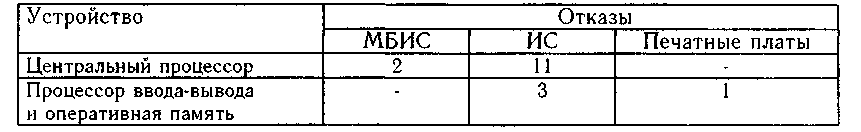 Устройство Отказы
МБИС ИС Печатные платы
Центральный процессор 2 11 -
Процессор ввода-вывода - 3 1
и оперативная память